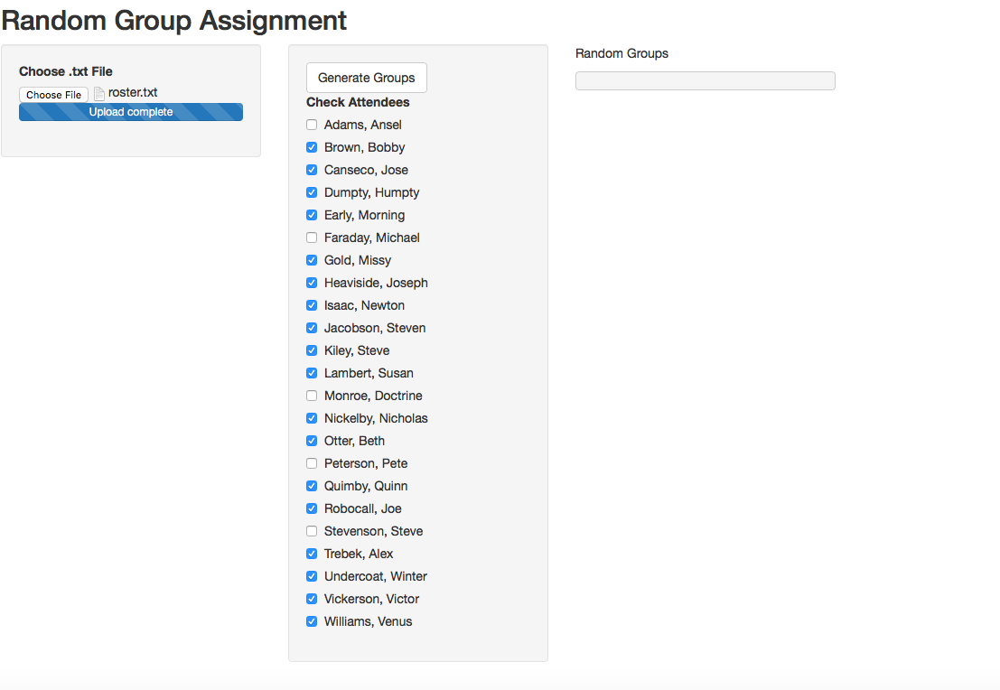 Random Group Assignment
Choose .txt File
Choose File roster.txt
Upload complete
Generate Groups
Check Attendees
Adams, Ansel
Brown, Bobby
Canseco, Jose
Dumpty, Humpty
Early, Morning
Faraday, Michael
Gold, Missy
Heaviside, Joseph
Isaac, Newton
Jacobson, Steven
Kiley, Steve
Lambert, Susan
Monroe, Doctrine
Nickelby, Nicholas
Otter, Beth
Peterson, Pete
Quimby, Quinn
Robocall, Joe
Stevenson, Steve
Trebek, Alex
Undercoat, Winter
Vickerson, Victor
Williams, Venus
Random Groups